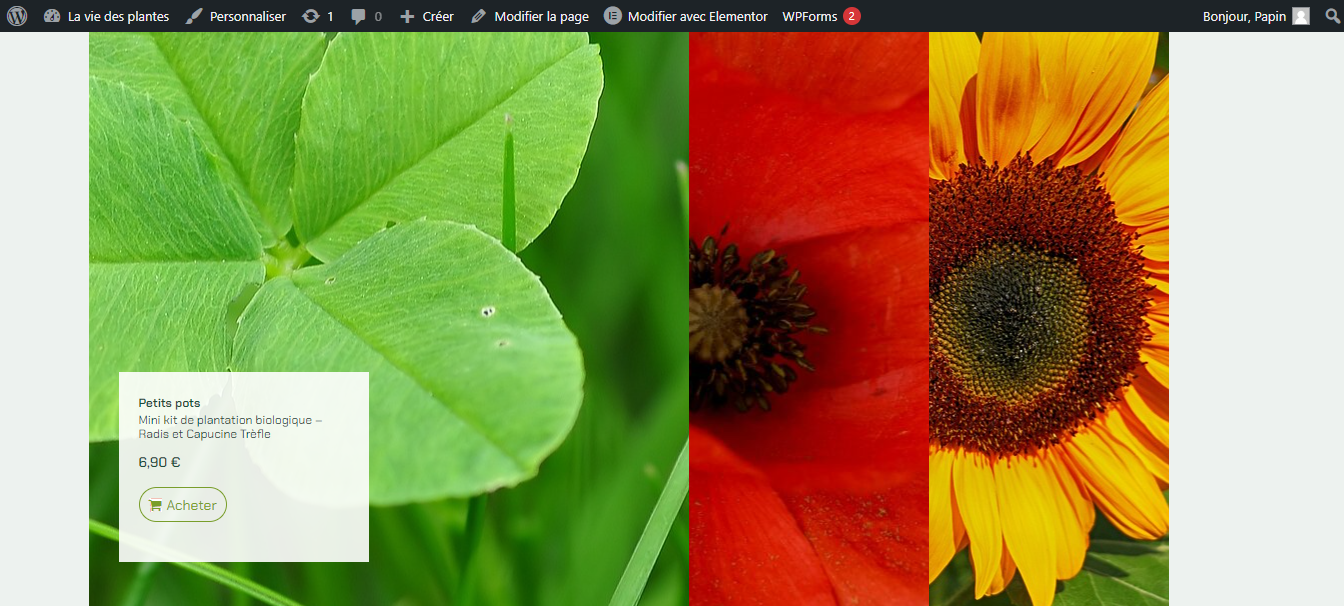 La vie des plantes Personnaliser 1 0 Créer Modifier la page Modifier avec Elementor WPForms 2 Bonjour, Papin
Petits pots
Mini kit de plantation biologique –
Radis et Capucine Trèfle
6,90 €
Acheter